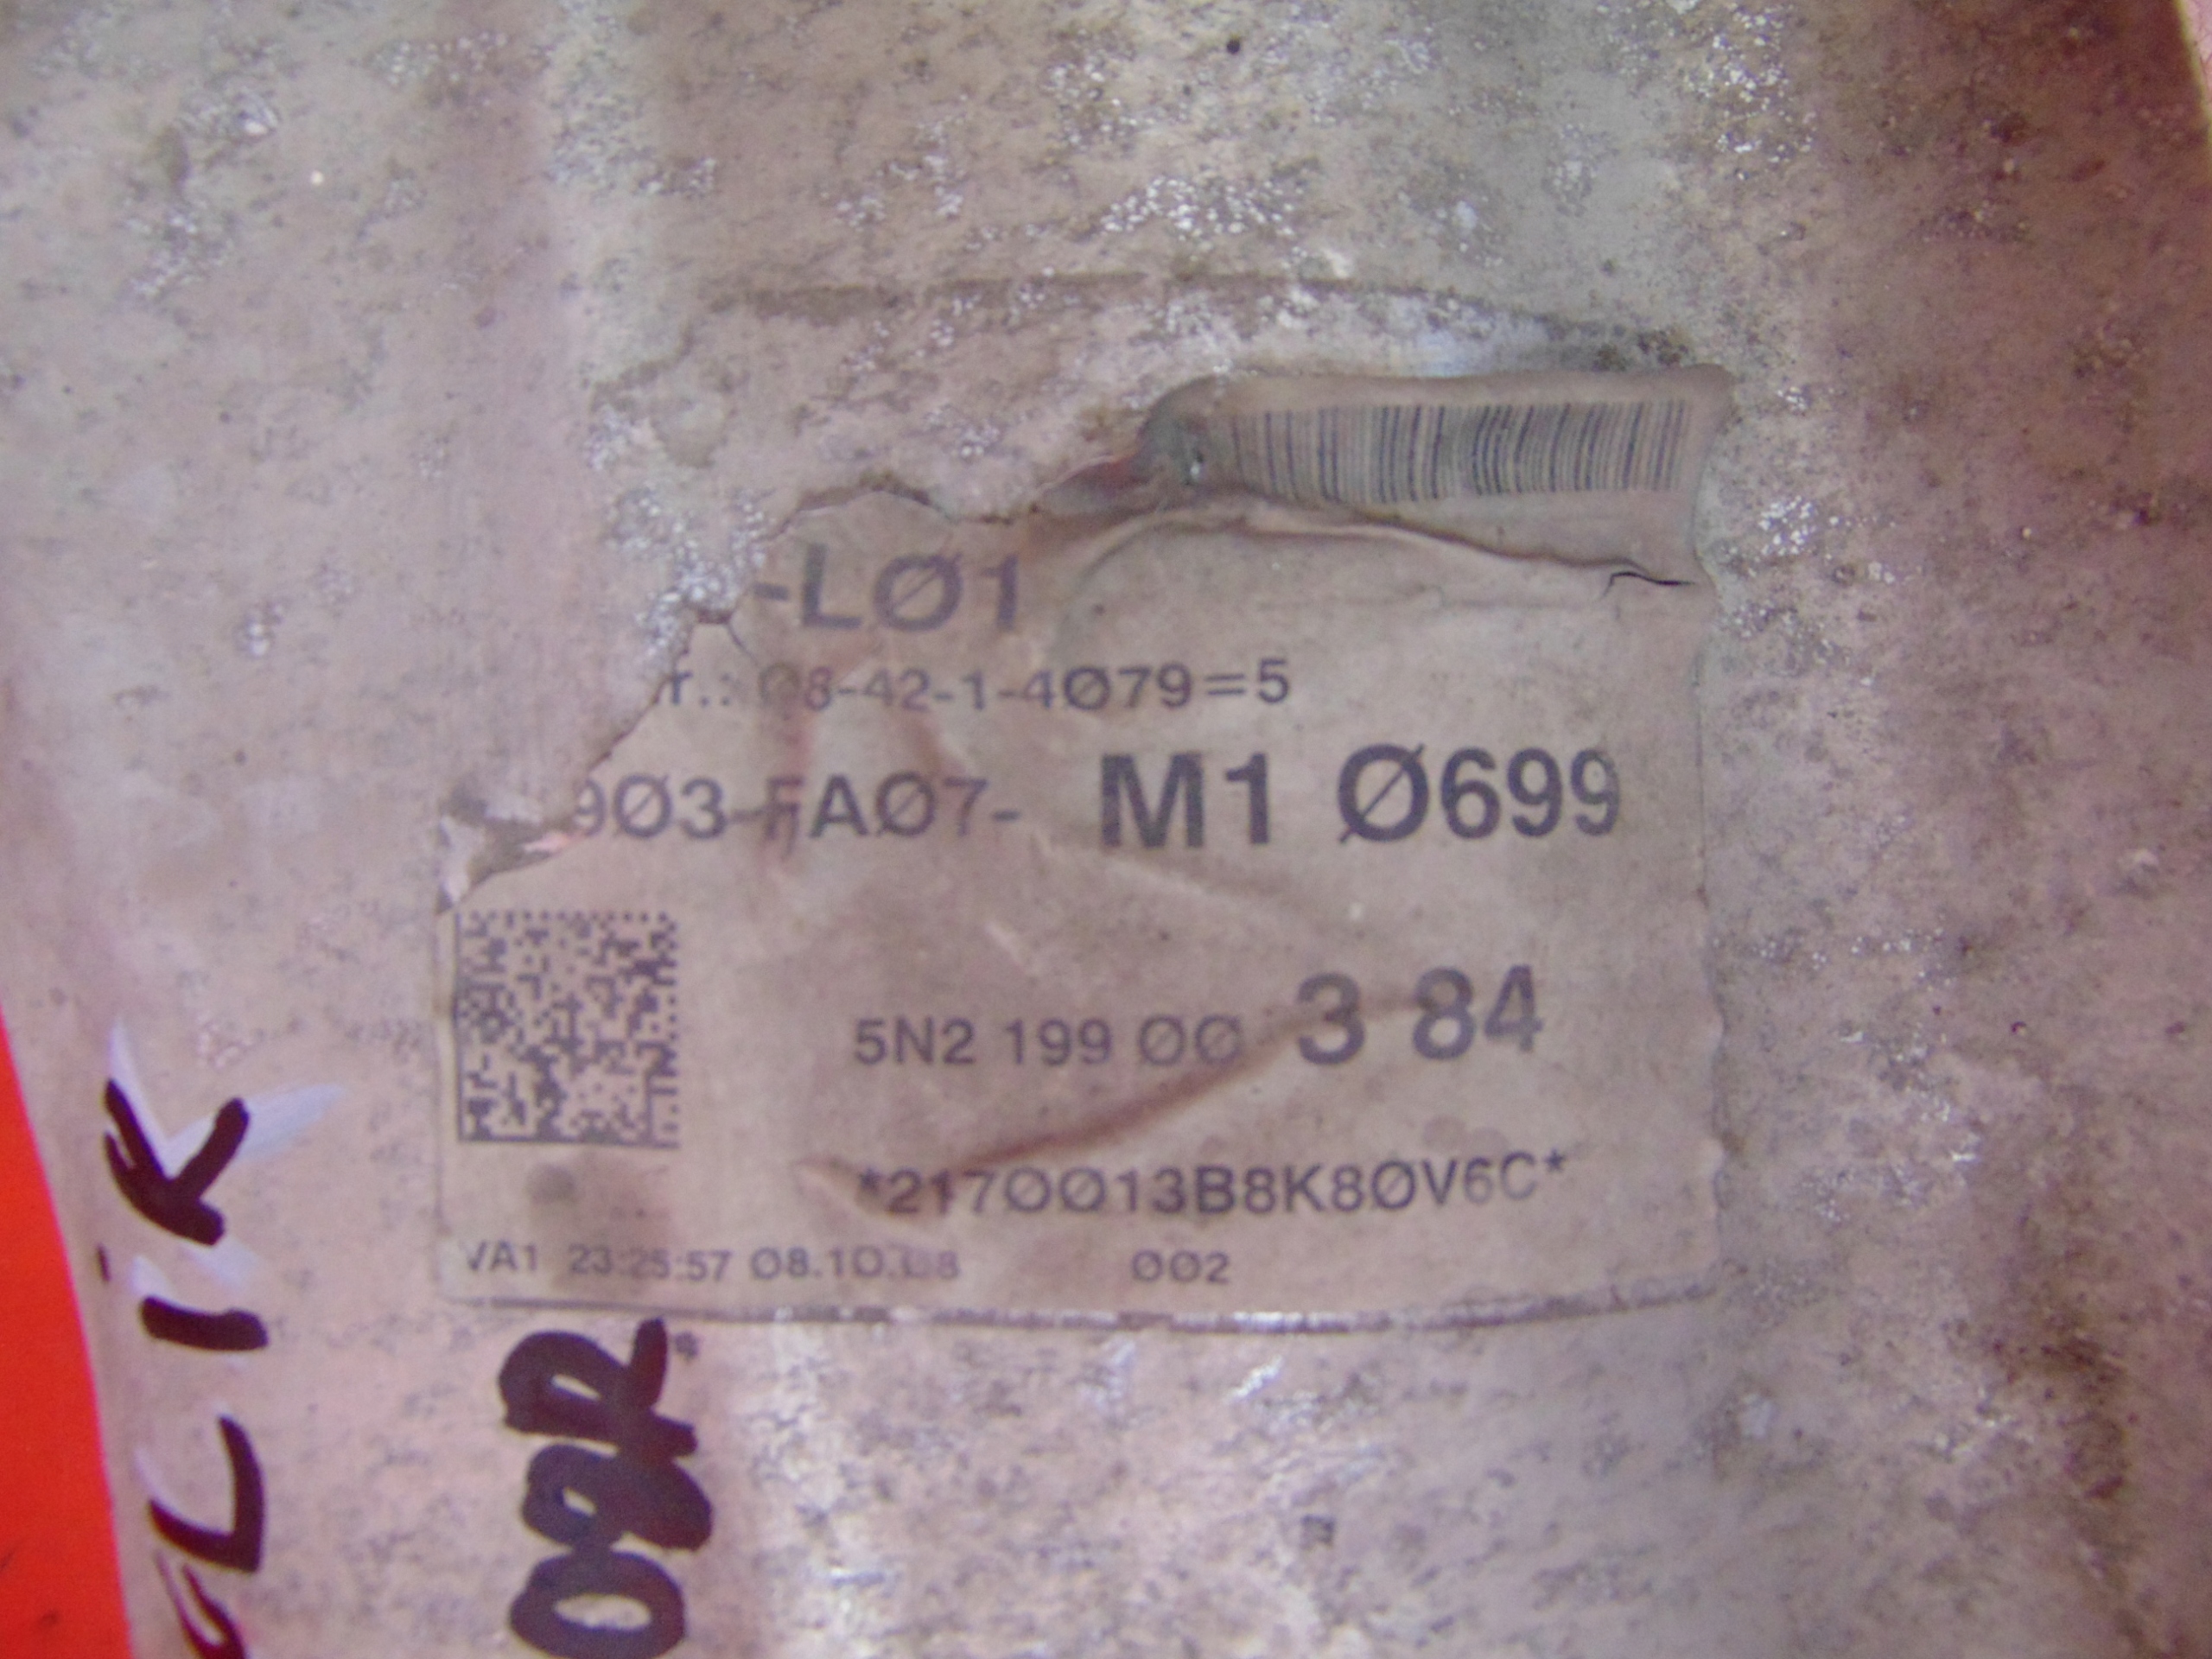 -LØ1
r.: Ø8-42-1-4Ø79=5
9Ø3-FAØ7- M1 Ø699
5N2 199 ØØ 3 84
*217ØØ13B8K8ØV6C*
VA1 23:25:57 Ø8.1Ø.Ø8 ØØ2